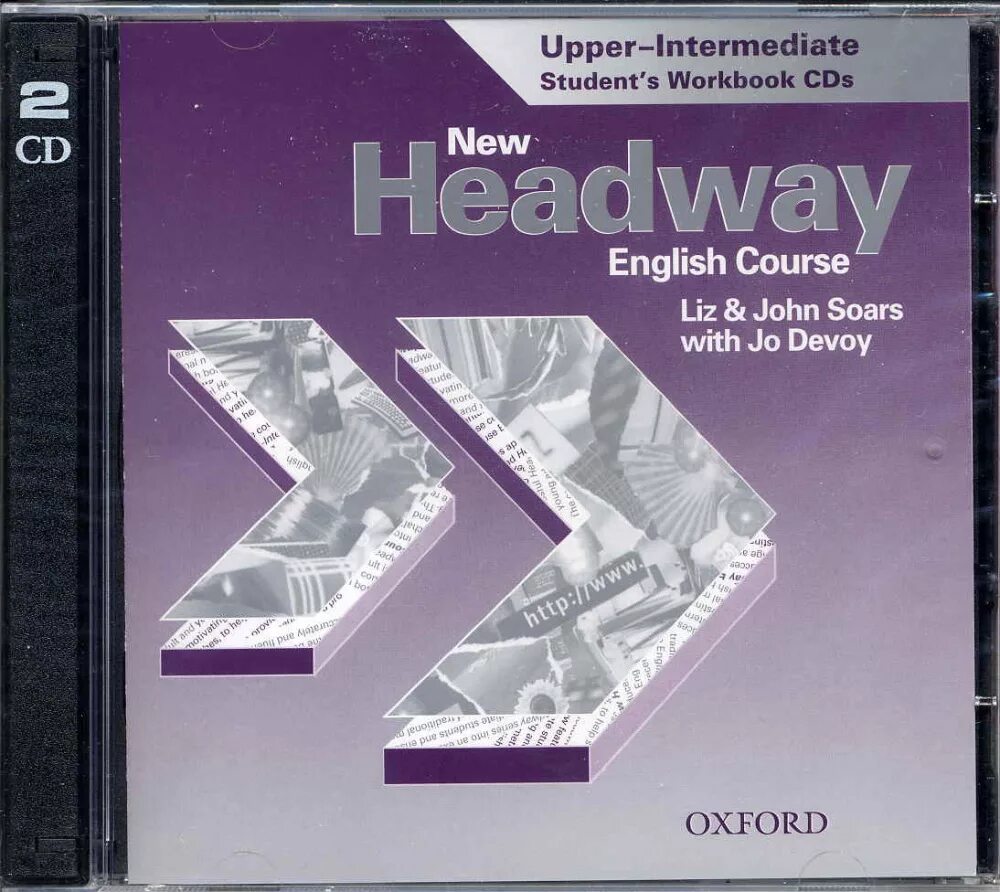 2
CD
Upper–Intermediate
Student's Workbook CDs
New
Headway
English Course
Liz & John Soars
with Jo Devoy
http://www.
OXFORD